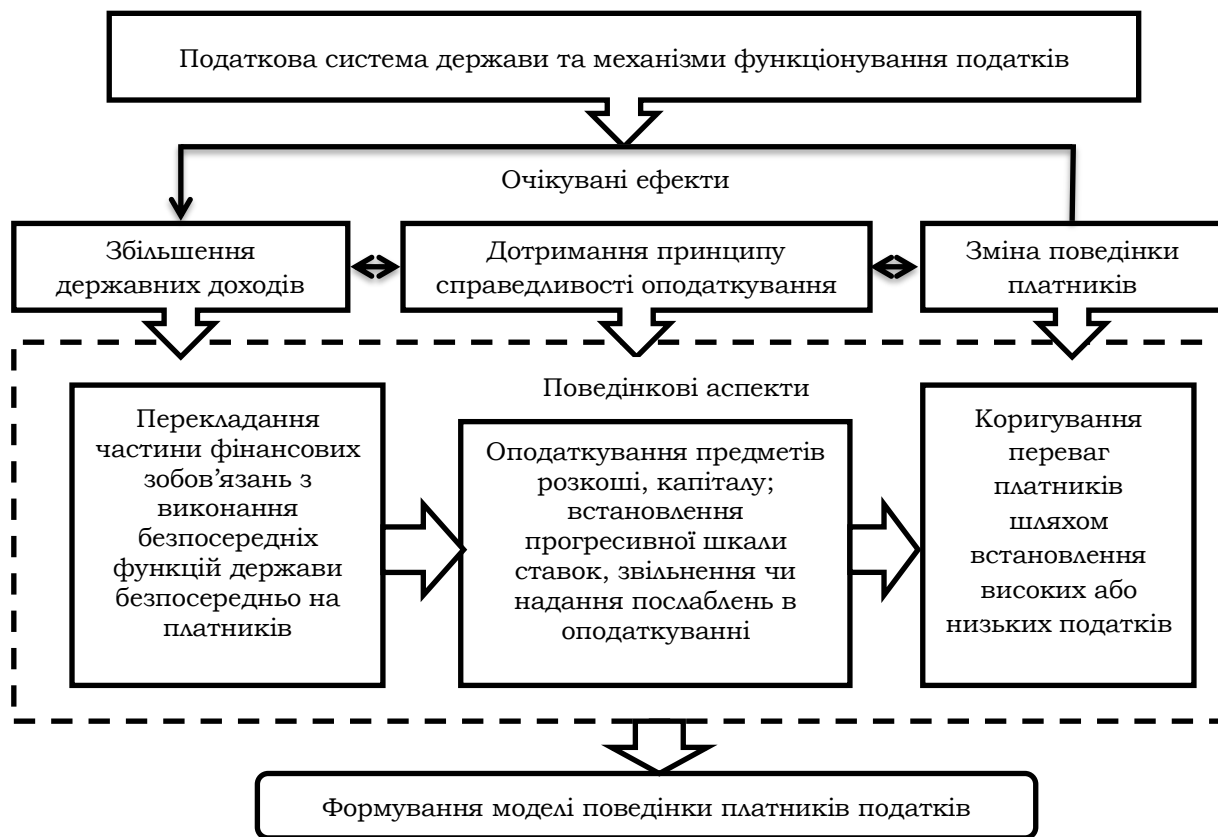 Податкова система держави та механізми функціонування податків
Очікувані ефекти
Збільшення
державних доходів
Дотримання принципу
справедливості оподаткування
Зміна поведінки
платників
Поведінкові аспекти
Перекладання
частини фінансових
зобов’язань з
виконання
безпосередніх
функцій держави
безпосередньо на
платників
Оподаткування предметів
розкоші, капіталу;
встановлення
прогресивної шкали
ставок, звільнення чи
надання послаблень в
оподаткуванні
Коригування
переваг
платників
шляхом
встановлення
високих або
низьких податків
Формування моделі поведінки платників податків